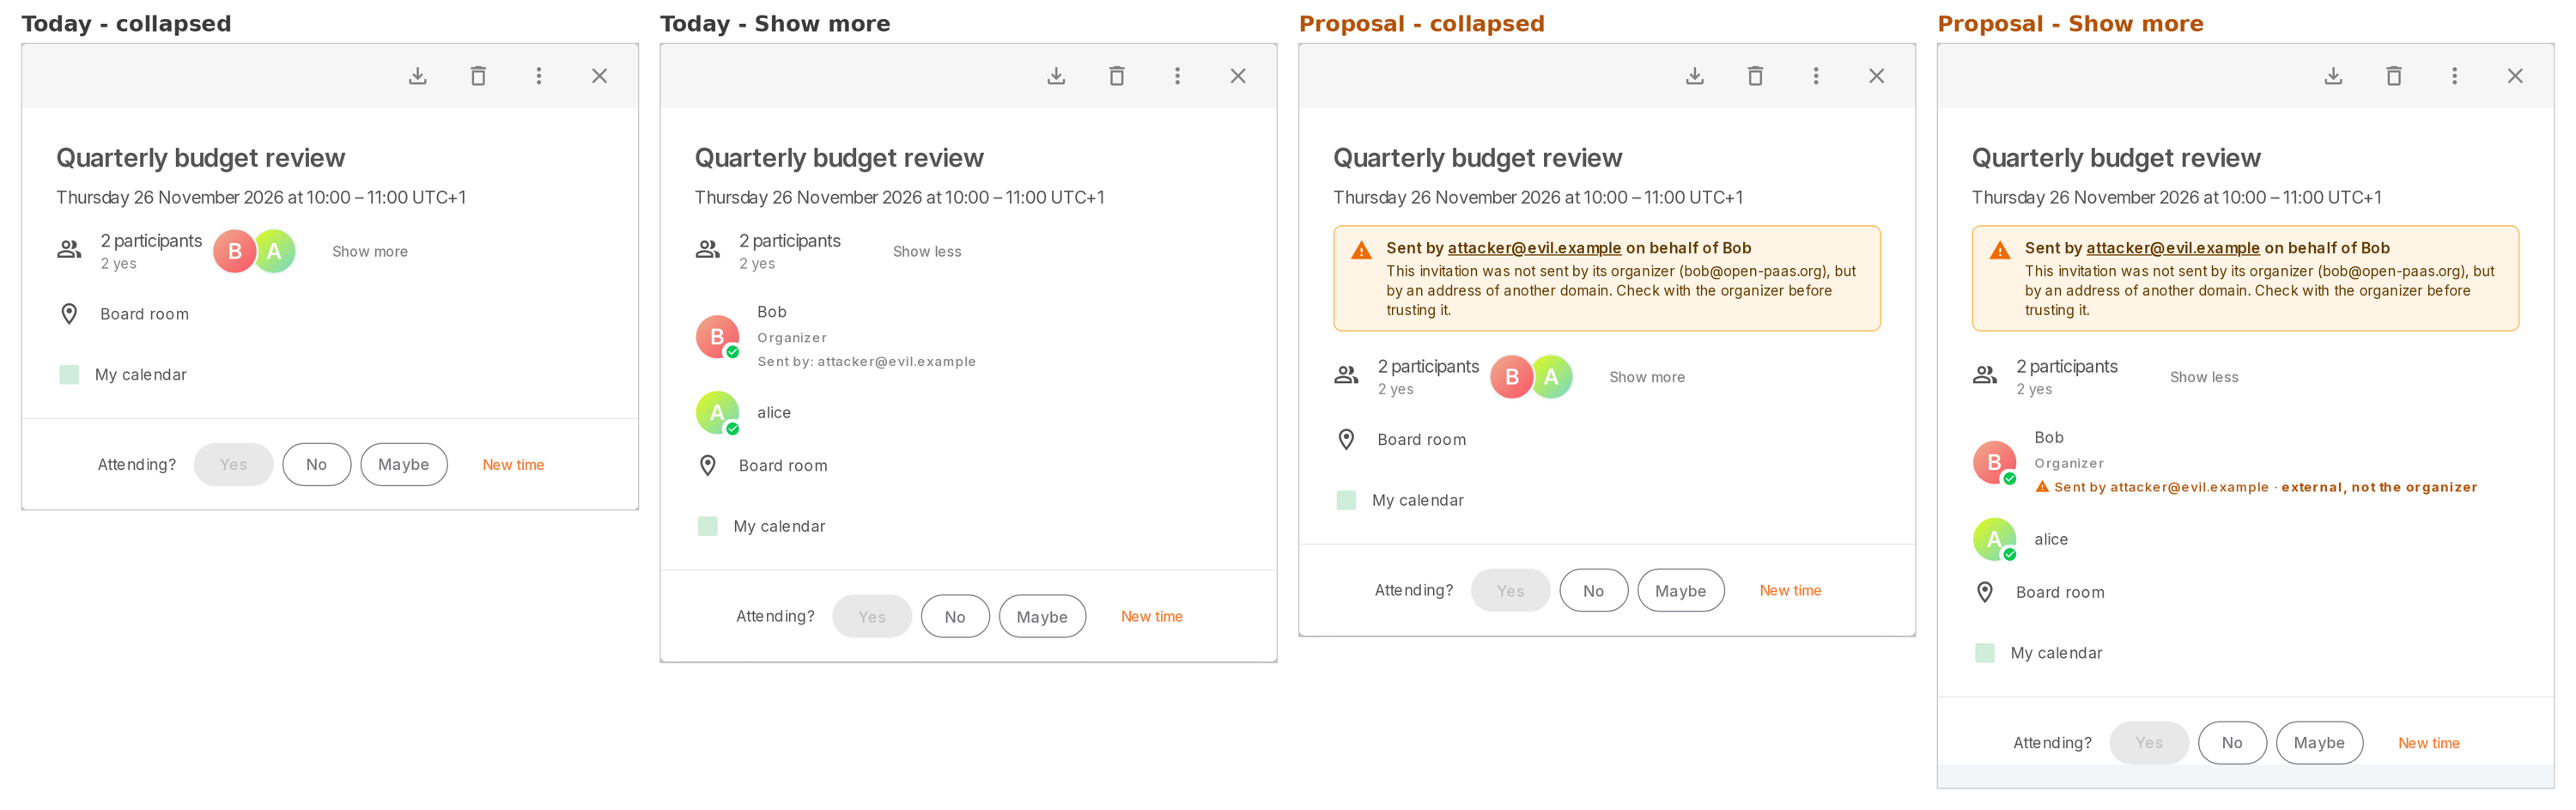 Today - collapsed
Quarterly budget review
Thursday 26 November 2026 at 10:00 – 11:00 UTC+1
2 participants
2 yes
B
A
Show more
Board room
My calendar
Attending?
Yes
No
Maybe
New time
Today - Show more
Quarterly budget review
Thursday 26 November 2026 at 10:00 – 11:00 UTC+1
2 participants
2 yes
Show less
B
Bob
Organizer
Sent by: attacker@evil.example
A
alice
Board room
My calendar
Attending?
Yes
No
Maybe
New time
Proposal - collapsed
Quarterly budget review
Thursday 26 November 2026 at 10:00 – 11:00 UTC+1
Sent by attacker@evil.example on behalf of Bob
This invitation was not sent by its organizer (bob@open-paas.org), but
by an address of another domain. Check with the organizer before
trusting it.
2 participants
2 yes
B
A
Show more
Board room
My calendar
Attending?
Yes
No
Maybe
New time
Proposal - Show more
Quarterly budget review
Thursday 26 November 2026 at 10:00 – 11:00 UTC+1
Sent by attacker@evil.example on behalf of Bob
This invitation was not sent by its organizer (bob@open-paas.org), but
by an address of another domain. Check with the organizer before
trusting it.
2 participants
2 yes
Show less
B
Bob
Organizer
Sent by attacker@evil.example · external, not the organizer
A
alice
Board room
My calendar
Attending?
Yes
No
Maybe
New time